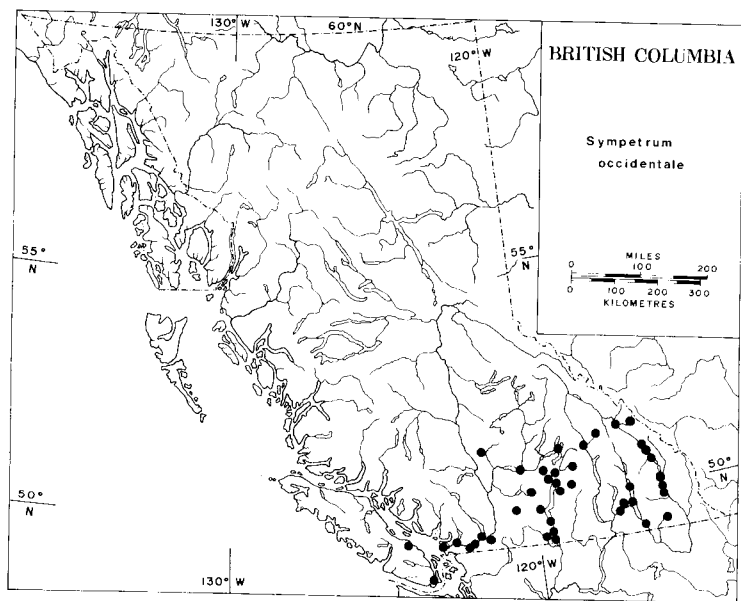 130° W
60° N
120° W
BRITISH COLUMBIA
Sympetrum
occidentale
55°
N
55°
N
MILES
0 100 200
0 100 200 300
KILOMETRES
50°
N
50°
N
130° W
120° W